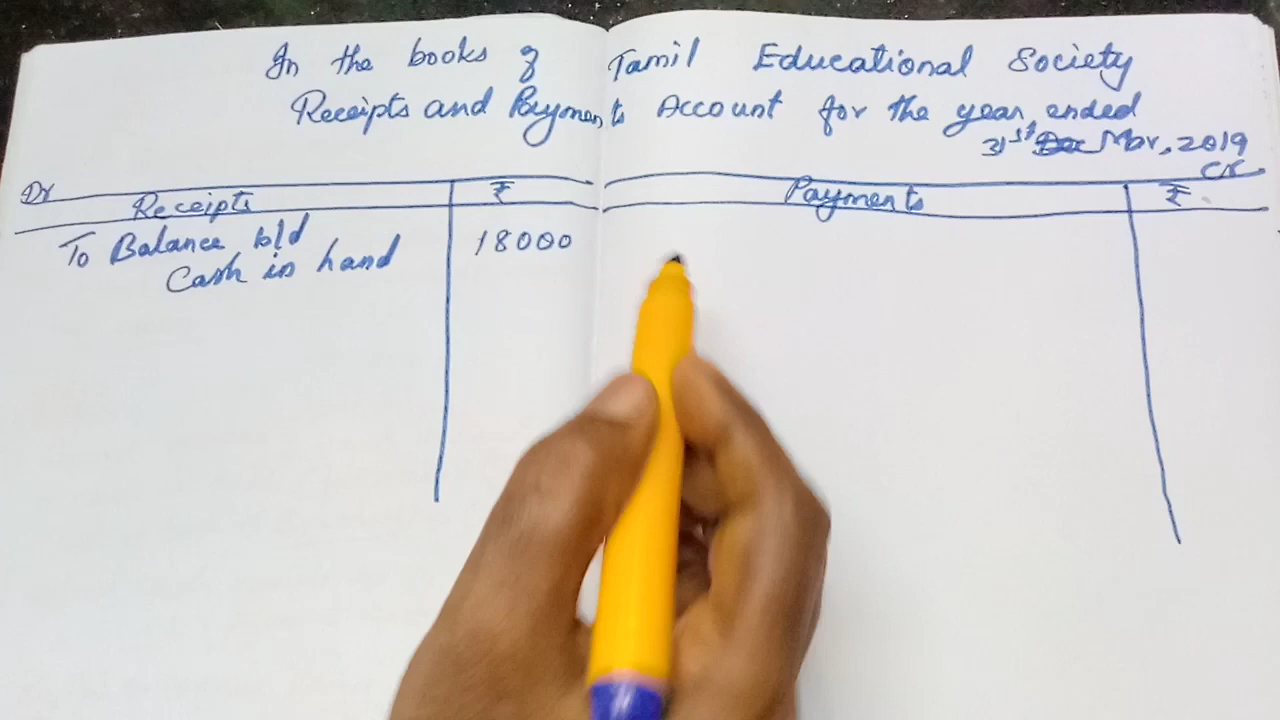 In the books of Tamil Educational Society
Receipts and Payments Account for the year ended
31st Dec Mar, 2019
Dr Cr
Receipts ₹ Payments ₹
To Balance b/d 18000
Cash in hand